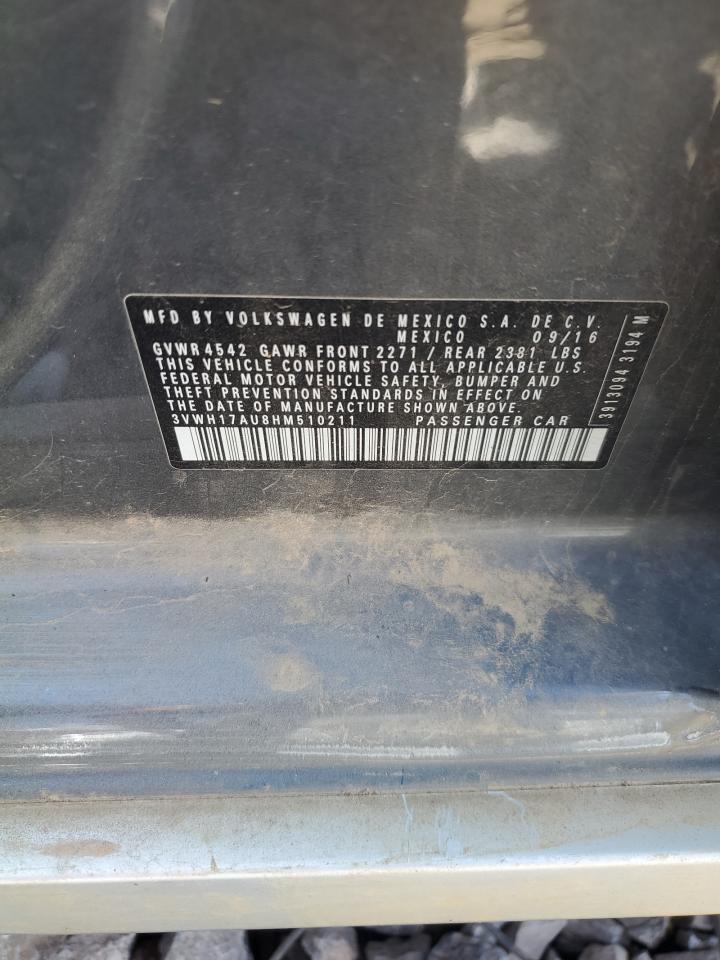 MFD BY VOLKSWAGEN DE MEXICO S.A. DE C.V.
MEXICO 09/16
GVWR 4542 GAWR FRONT 2271 / REAR 2381 LBS
THIS VEHICLE CONFORMS TO ALL APPLICABLE U.S.
FEDERAL MOTOR VEHICLE SAFETY, BUMPER AND
THEFT PREVENTION STANDARDS IN EFFECT ON
THE DATE OF MANUFACTURE SHOWN ABOVE.
3VWH17AU8HM510211 PASSENGER CAR
3913094 3194 M